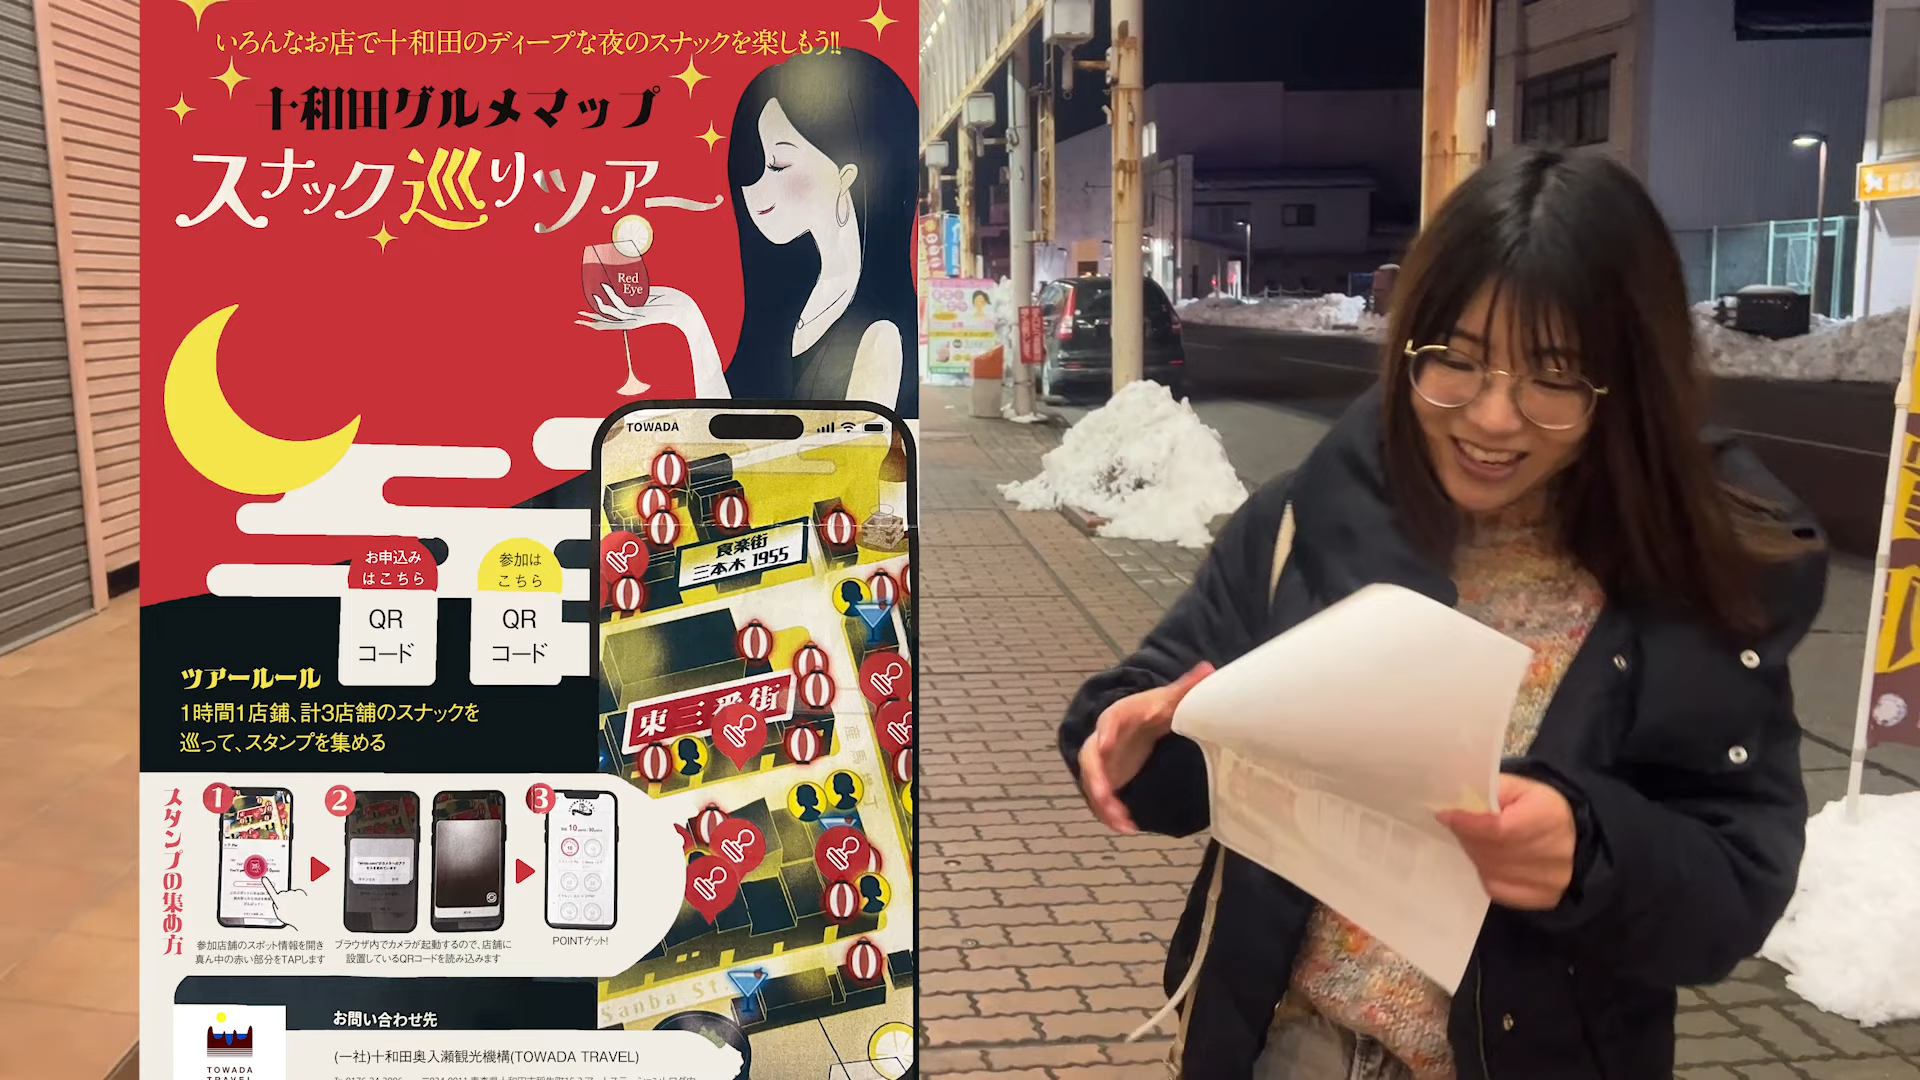 いろんなお店で十和田のディープな夜のスナックを楽しもう!!
十和田グルメマップ
スナック巡りツアー
Red
Eye
TOWADA
食楽街
三本木 1955
お申込み
はこちら
QR
コード
参加は
こちら
QR
コード
東三番街
ツアールール
1時間1店鋪、計3店舗のスナックを
巡って、スタンプを集める
スタンプの集め方
1
2
3
参加店舗のスポット情報を開き
真ん中の赤い部分をTAPします
ブラウザ内でカメラが起動するので、店舗に
設置しているQRコードを読み込みます
POINTゲット!
Sanba St.
お問い合わせ先
(一社)十和田奥入瀬観光機構(TOWADA TRAVEL)
TOWADA
TRAVEL